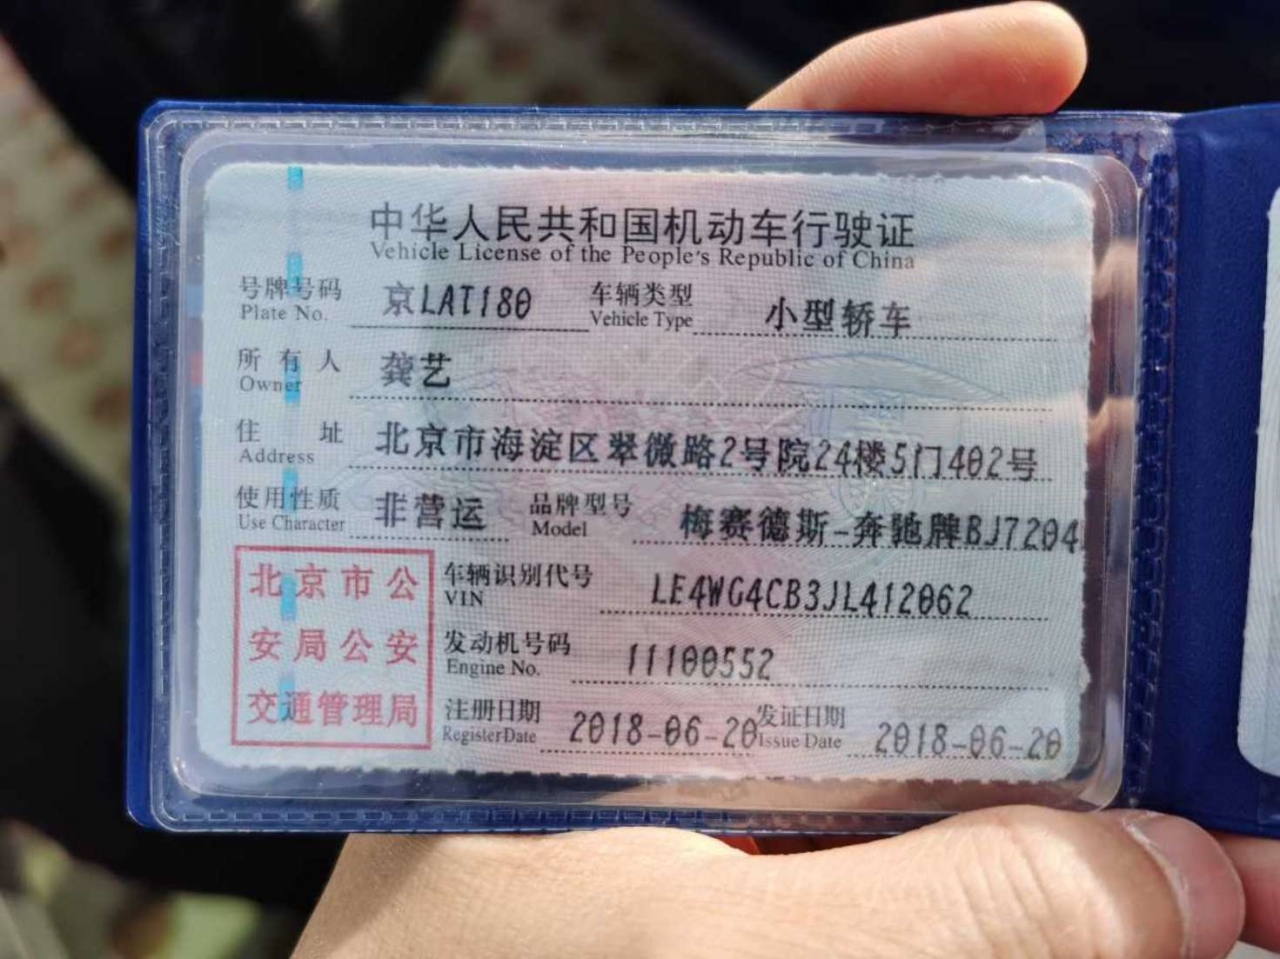 中华人民共和国机动车行驶证
Vehicle License of the People's Republic of China
号牌号码 京LAT180 车辆类型 小型轿车
Plate No. Vehicle Type
所有人 龚艺
Owner
住址 北京市海淀区翠微路2号院24楼5门402号
Address
使用性质 非营运 品牌型号 梅赛德斯-奔驰牌BJ7204
Use Character Model
北京市公
安局公安
交通管理局
车辆识别代号 LE4WG4CB3JL412062
VIN
发动机号码 11100552
Engine No.
注册日期 2018-06-20 发证日期 2018-06-20
Register Date Issue Date